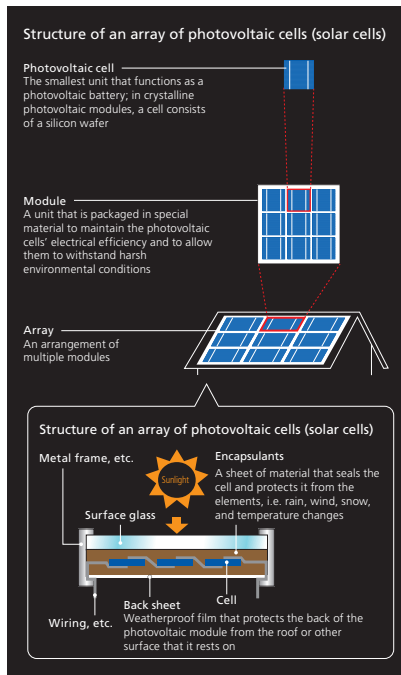 Structure of an array of photovoltaic cells (solar cells)
Photovoltaic cell
The smallest unit that functions as a
photovoltaic battery; in crystalline
photovoltaic modules, a cell consists
of a silicon wafer
Module
A unit that is packaged in special
material to maintain the photovoltaic
cells' electrical efficiency and to allow
them to withstand harsh
environmental conditions
Array
An arrangement of
multiple modules
Structure of an array of photovoltaic cells (solar cells)
Metal frame, etc.
Sunlight
Encapsulants
A sheet of material that seals the
cell and protects it from the
elements, i.e. rain, wind, snow,
and temperature changes
Surface glass
Wiring, etc.
Back sheet
Cell
Weatherproof film that protects the back of the
photovoltaic module from the roof or other
surface that it rests on